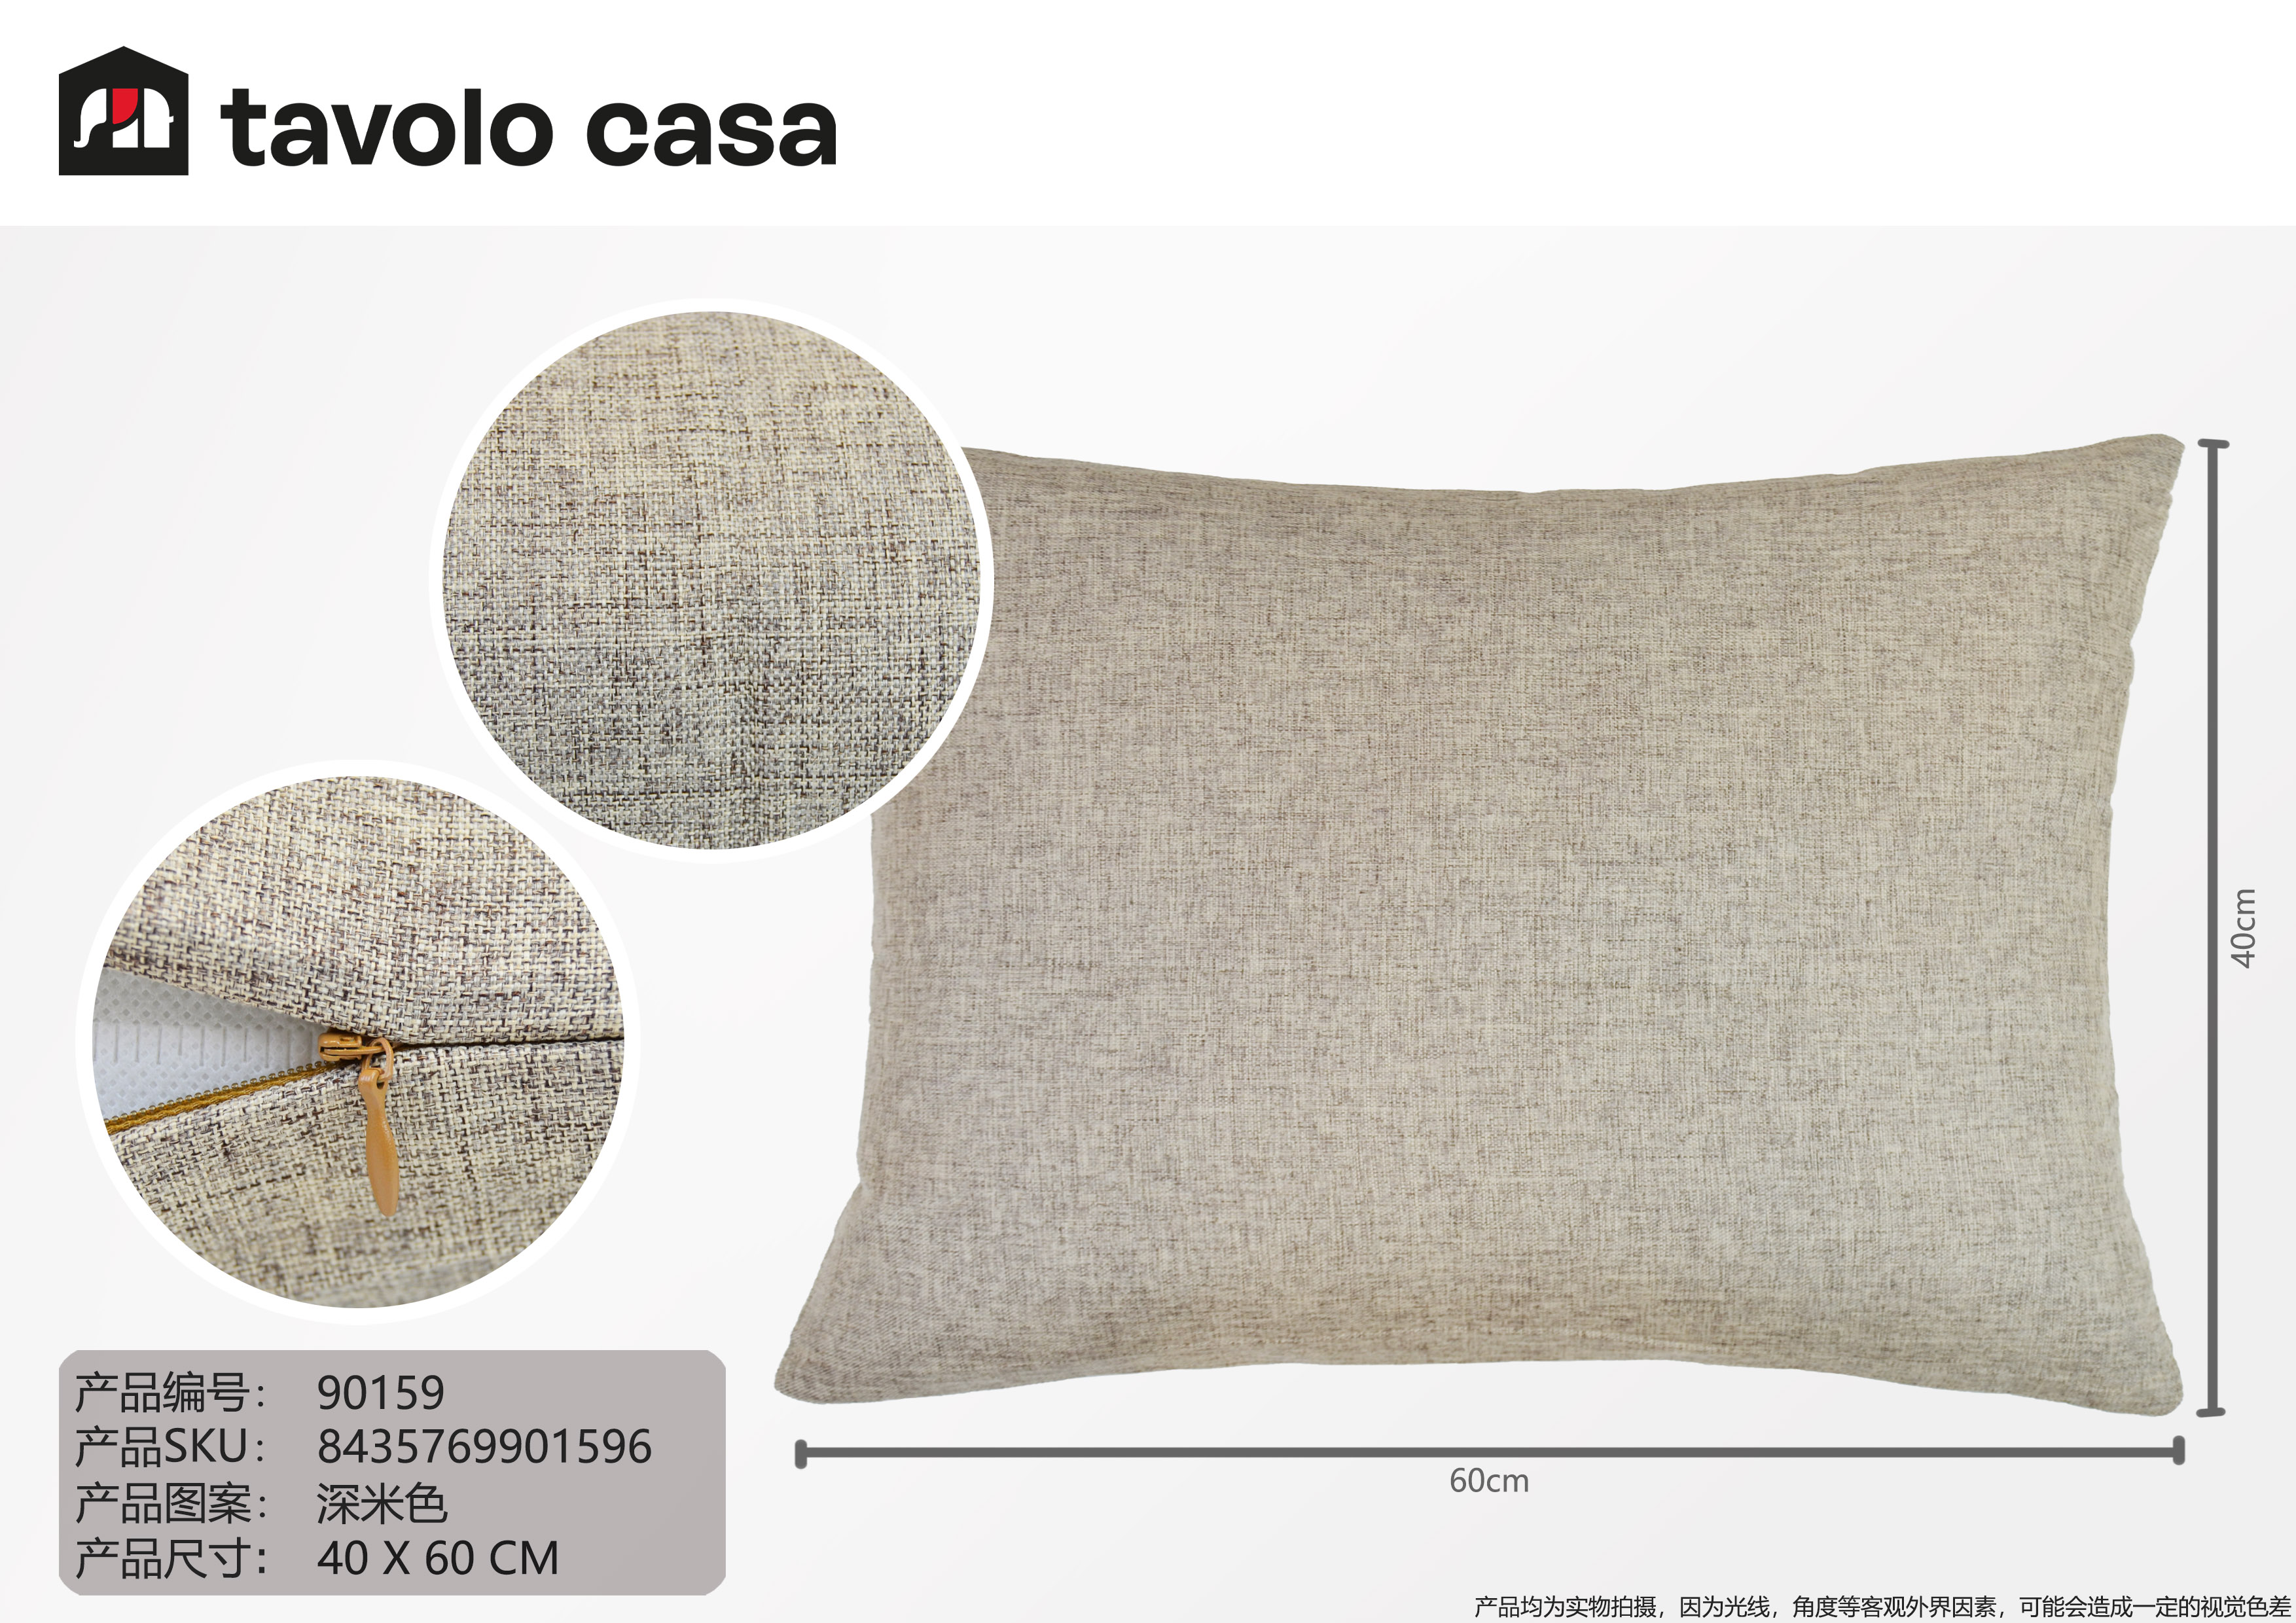 tavolo casa
40cm
60cm
产品编号： 90159
产品SKU： 8435769901596
产品图案： 深米色
产品尺寸： 40 X 60 CM
产品均为实物拍摄，因为光线，角度等客观外界因素，可能会造成一定的视觉色差